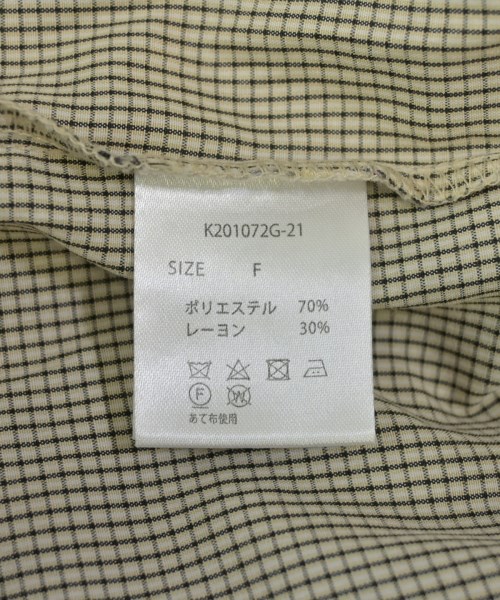 K201072G-21
SIZE F
ポリエステル 70%
レーヨン 30%
F W
あて布使用